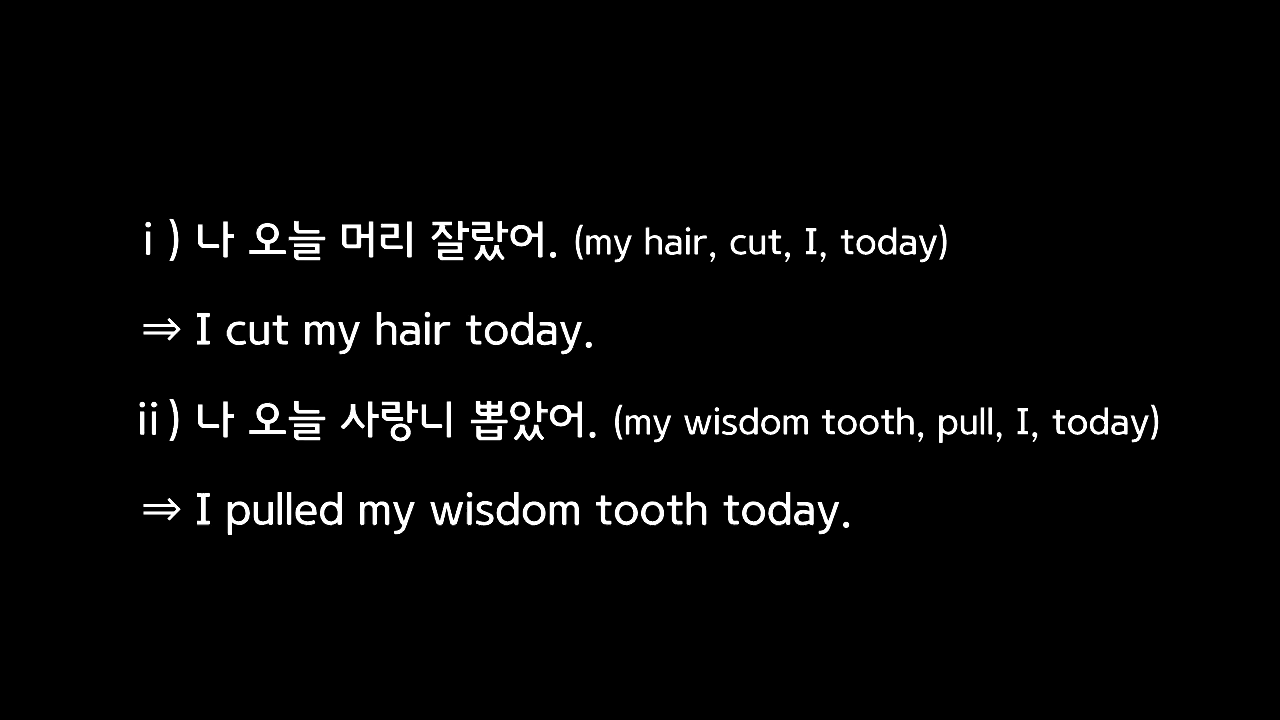 i ) 나 오늘 머리 잘랐어. (my hair, cut, I, today)
⇒ I cut my hair today.
ii ) 나 오늘 사랑니 뽑았어. (my wisdom tooth, pull, I, today)
⇒ I pulled my wisdom tooth today.